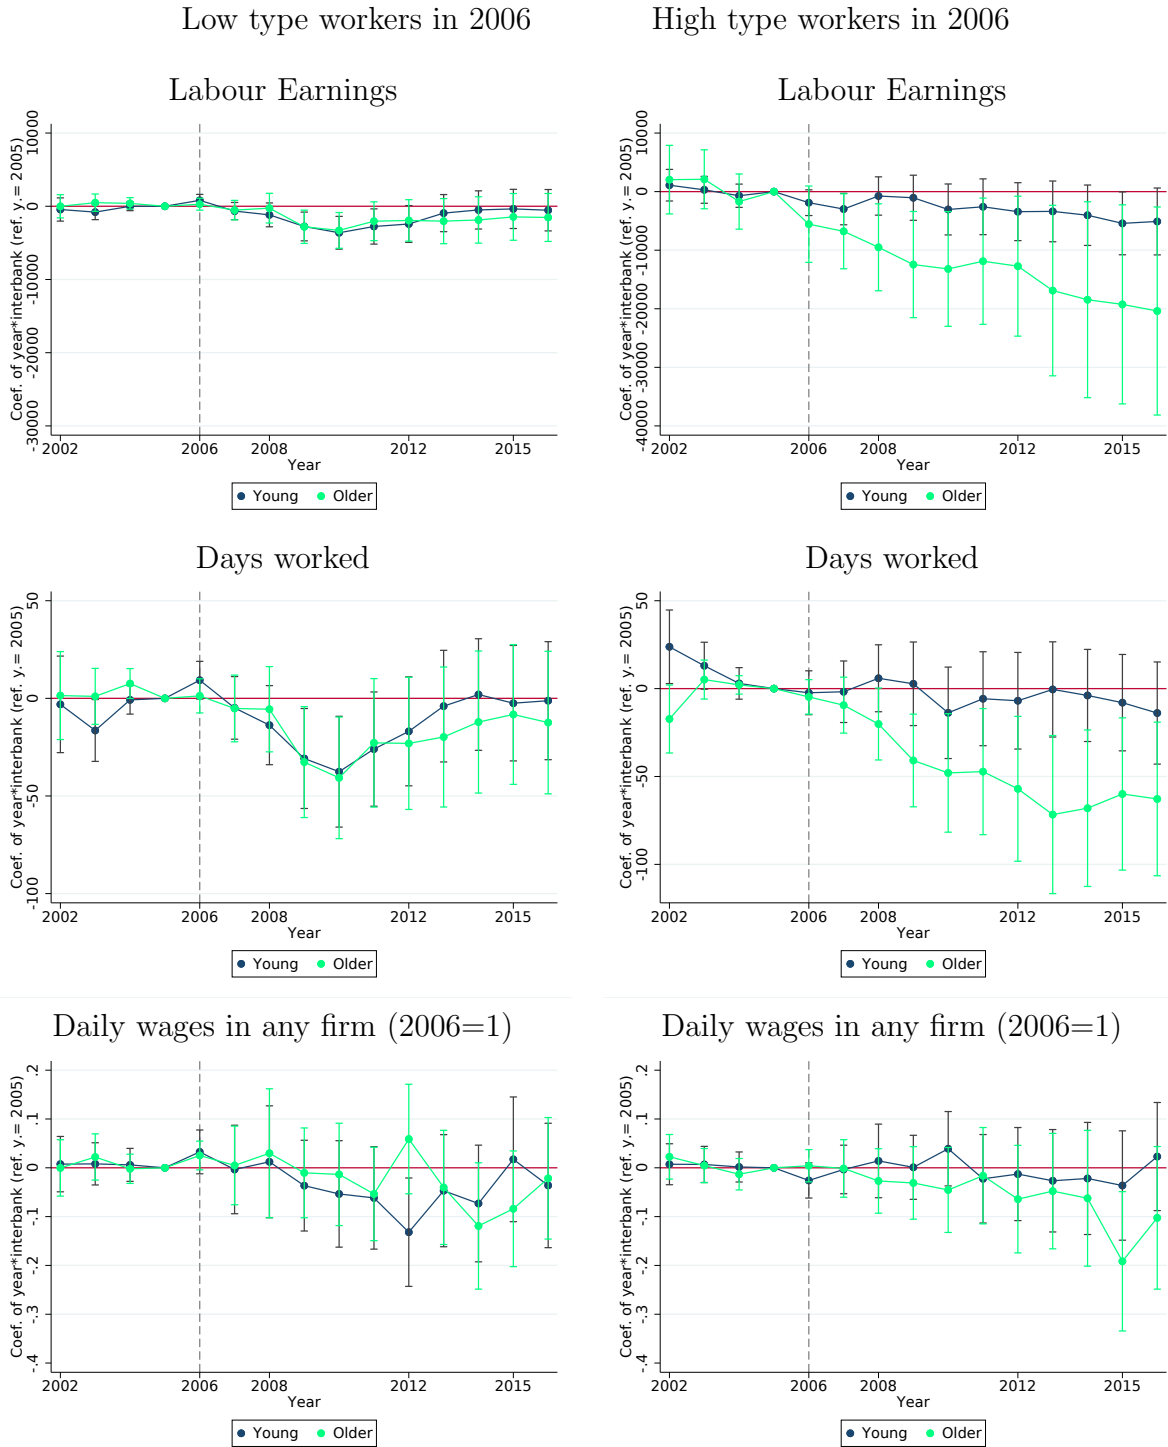 Low type workers in 2006
High type workers in 2006
Labour Earnings
Coef. of year*interbank (ref. y.= 2005)
10000
0
-10000
-20000
-30000
2002
2006
2008
2012
2015
Year
Young Older
Labour Earnings
Coef. of year*interbank (ref. y.= 2005)
10000
0
-10000
-20000
-30000
-40000
2002
2006
2008
2012
2015
Year
Young Older
Days worked
Coef. of year*interbank (ref. y.= 2005)
50
0
-50
-100
2002
2006
2008
2012
2015
Year
Young Older
Days worked
Coef. of year*interbank (ref. y.= 2005)
50
0
-50
-100
2002
2006
2008
2012
2015
Year
Young Older
Daily wages in any firm (2006=1)
Coef. of year*interbank (ref. y.= 2005)
.2
.1
0
-.1
-.2
-.3
-.4
2002
2006
2008
2012
2015
Year
Young Older
Daily wages in any firm (2006=1)
Coef. of year*interbank (ref. y.= 2005)
.2
.1
0
-.1
-.2
-.3
-.4
2002
2006
2008
2012
2015
Year
Young Older